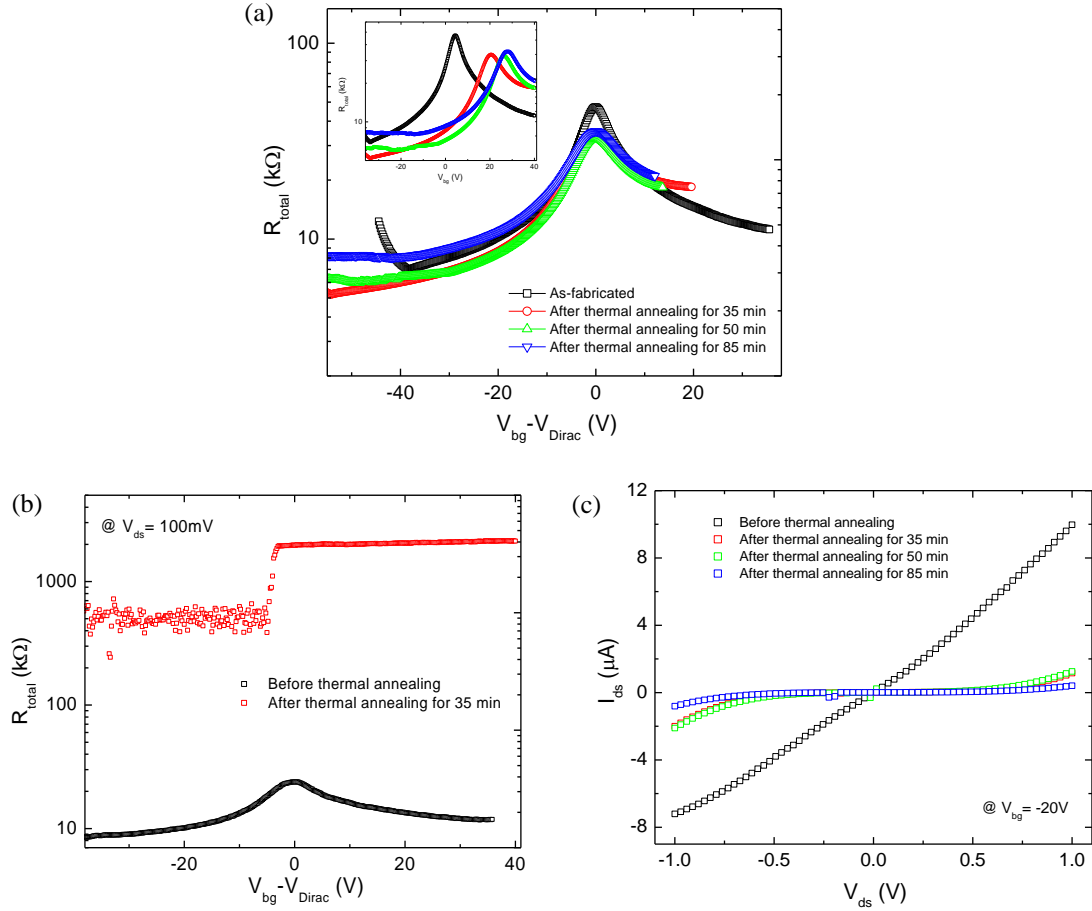 (a)
R_total (kΩ)
100
10
-40
-20
0
20
V_bg-V_Dirac (V)
R_total (kΩ)
10
-20
0
20
40
V_bg (V)
As-fabricated
After thermal annealing for 35 min
After thermal annealing for 50 min
After thermal annealing for 85 min
(b)
@ V_ds= 100mV
R_total (kΩ)
1000
100
10
Before thermal annealing
After thermal annealing for 35 min
-20
0
20
40
V_bg-V_Dirac (V)
(c)
I_ds (μA)
12
8
4
0
-4
-8
Before thermal annealing
After thermal annealing for 35 min
After thermal annealing for 50 min
After thermal annealing for 85 min
@ V_bg= -20V
-1.0
-0.5
0.0
0.5
1.0
V_ds (V)